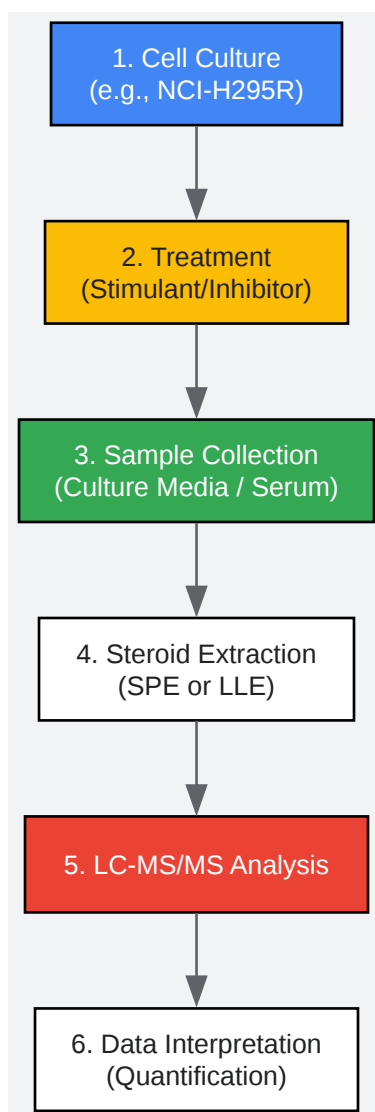 1. Cell Culture
(e.g., NCI-H295R)
2. Treatment
(Stimulant/Inhibitor)
3. Sample Collection
(Culture Media / Serum)
4. Steroid Extraction
(SPE or LLE)
5. LC-MS/MS Analysis
6. Data Interpretation
(Quantification)